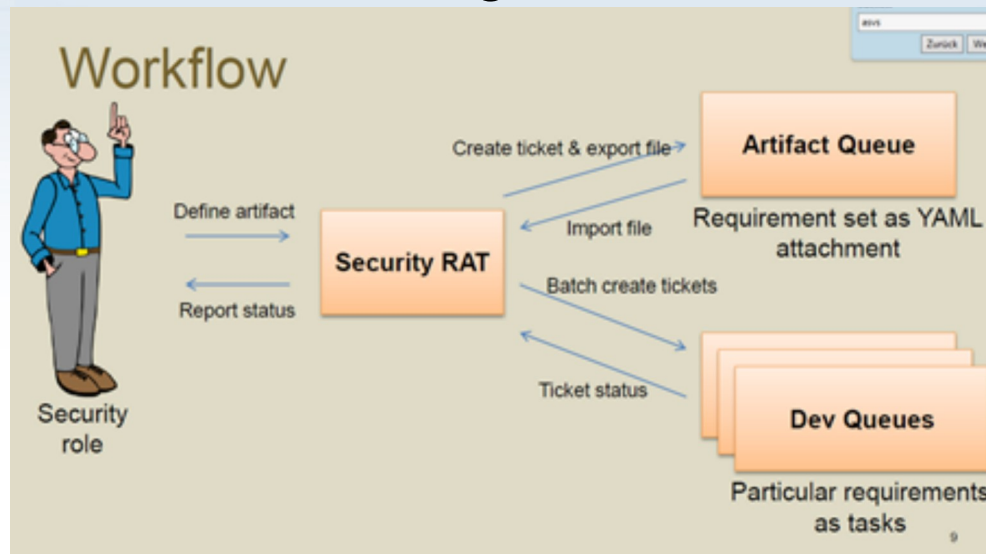 Workflow
asvs
Zurück
Create ticket & export file
Artifact Queue
Define artifact
Import file
Requirement set as YAML
attachment
Security RAT
Batch create tickets
Report status
Ticket status
Dev Queues
Security
role
Particular requirements
as tasks
9